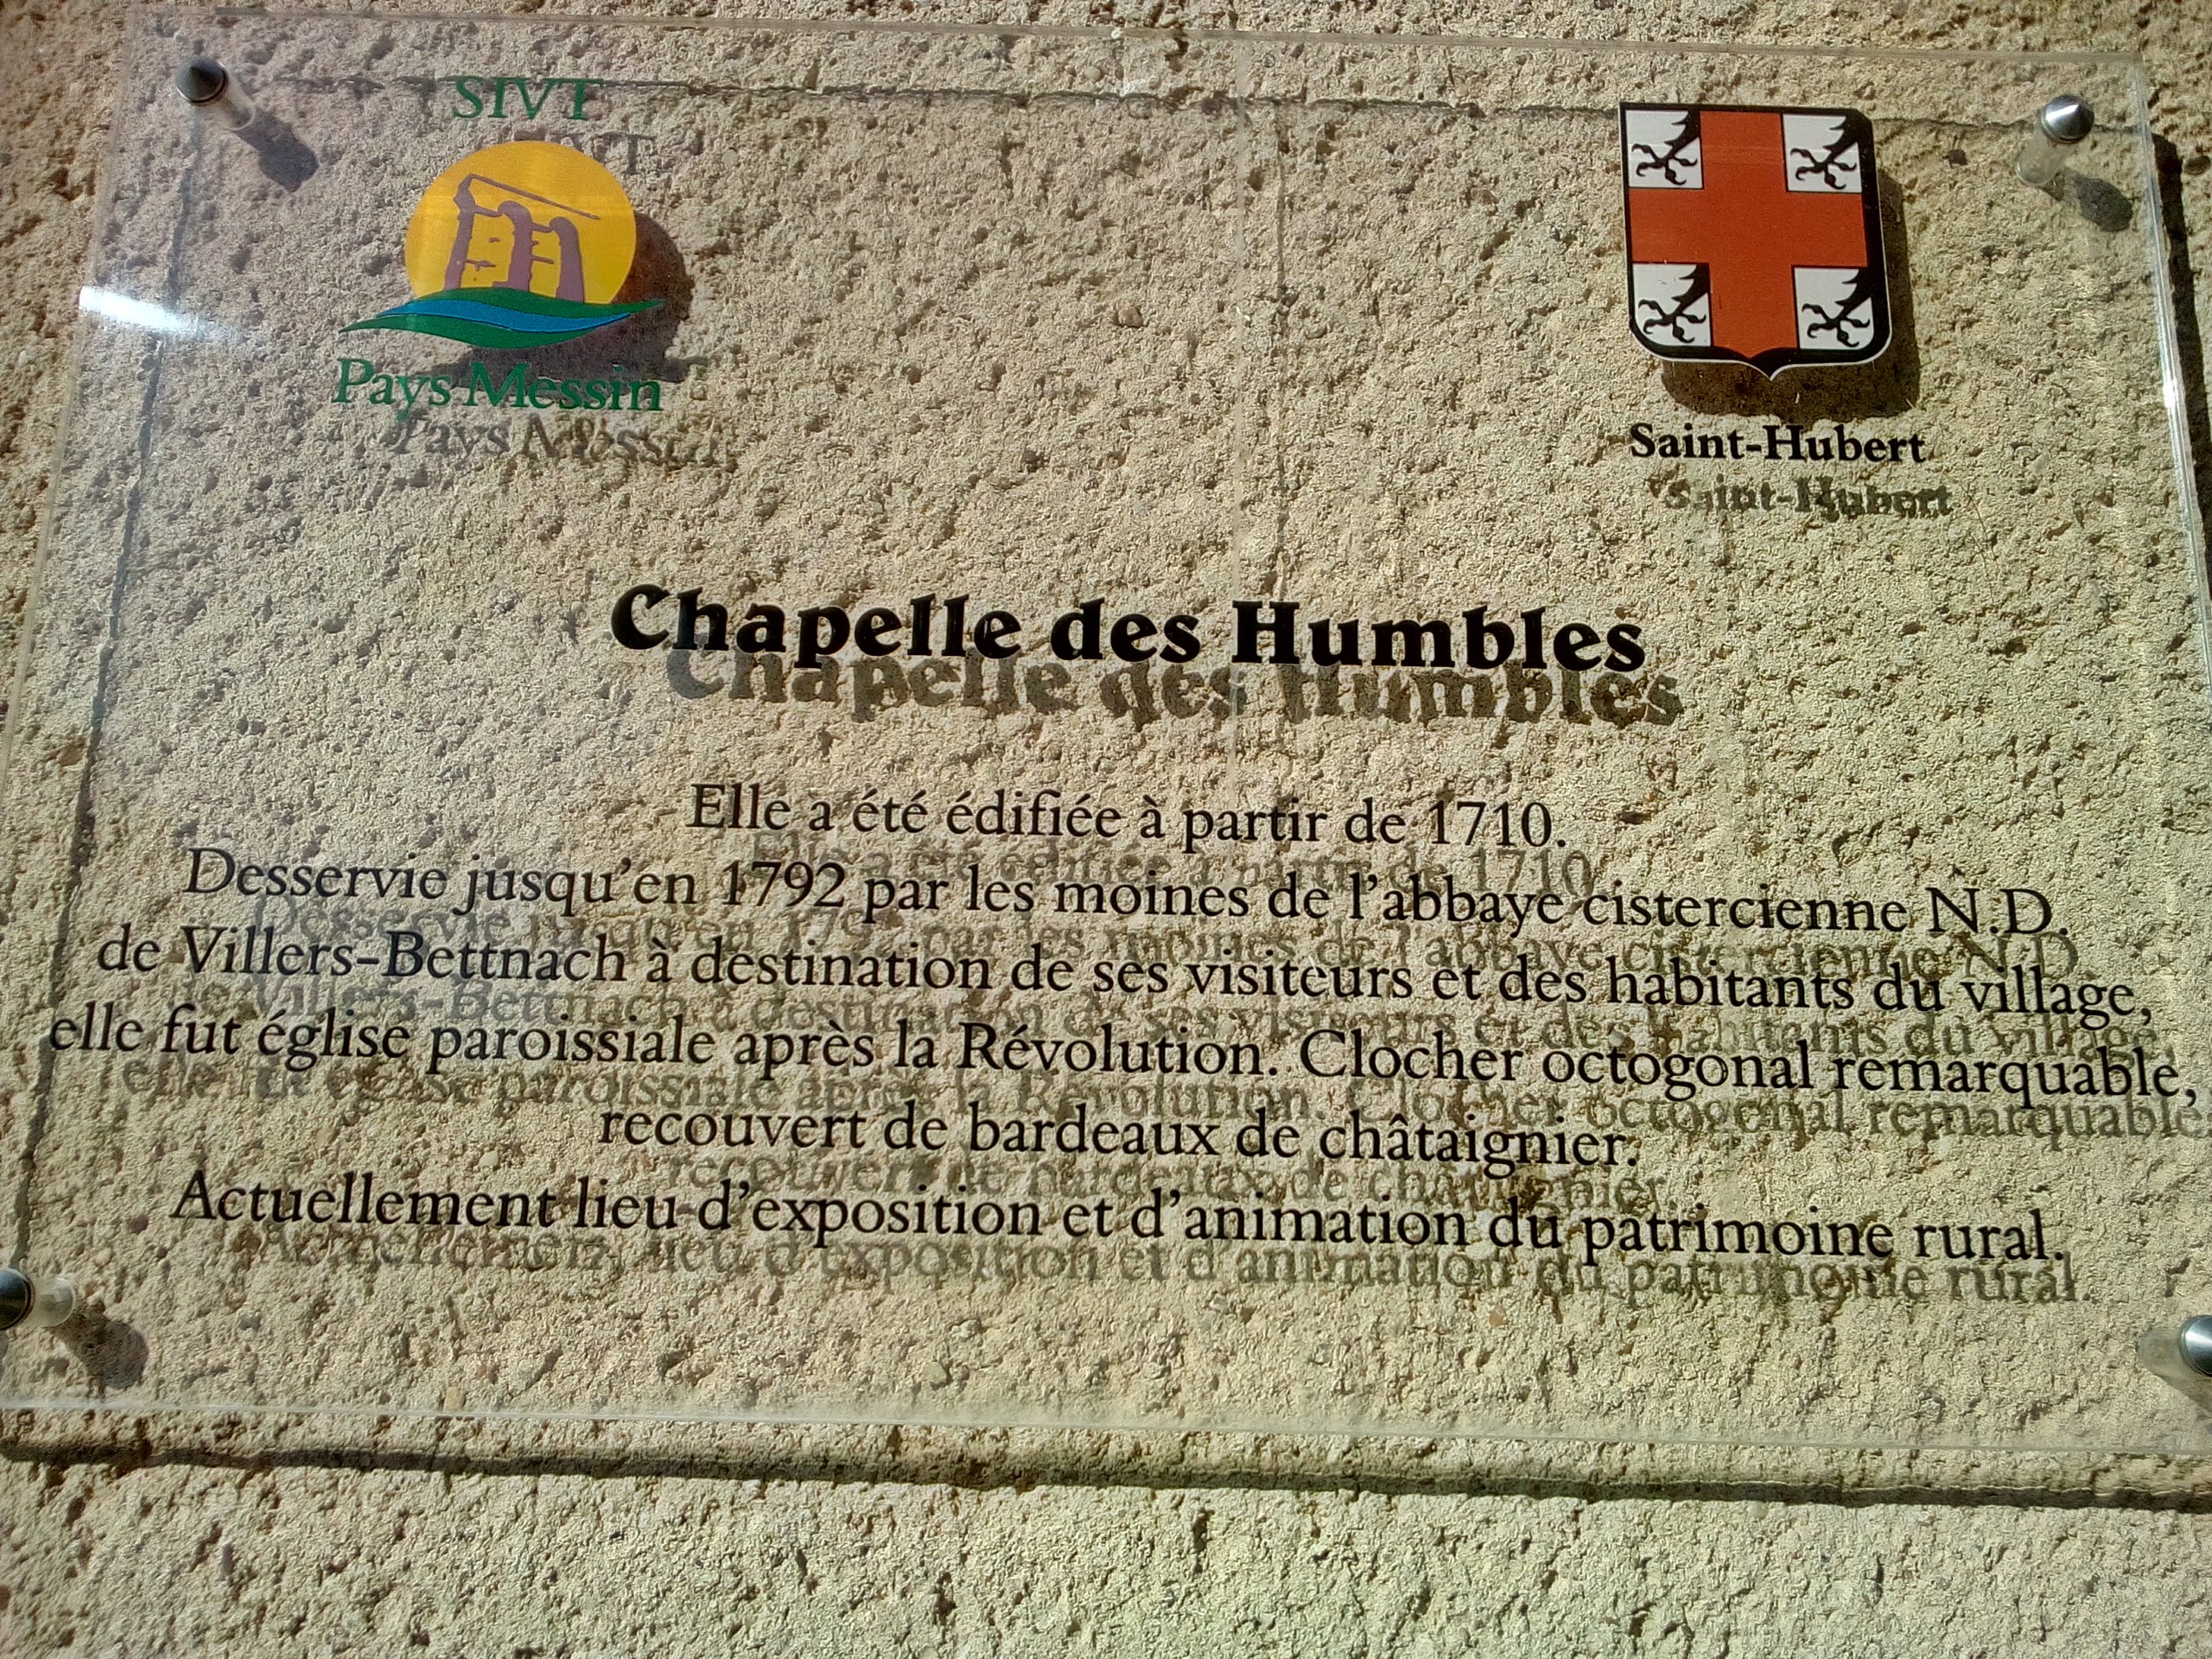 SIVT
Pays Messin
Saint-Hubert
Chapelle des Humbles
Elle a été édifiée à partir de 1710.
Desservie jusqu'en 1792 par les moines de l'abbaye cistercienne N.D.
de Villers-Bettnach à destination de ses visiteurs et des habitants du village,
elle fut église paroissiale après la Révolution. Clocher octogonal remarquable,
recouvert de bardeaux de châtaignier.
Actuellement lieu d'exposition et d'animation du patrimoine rural.